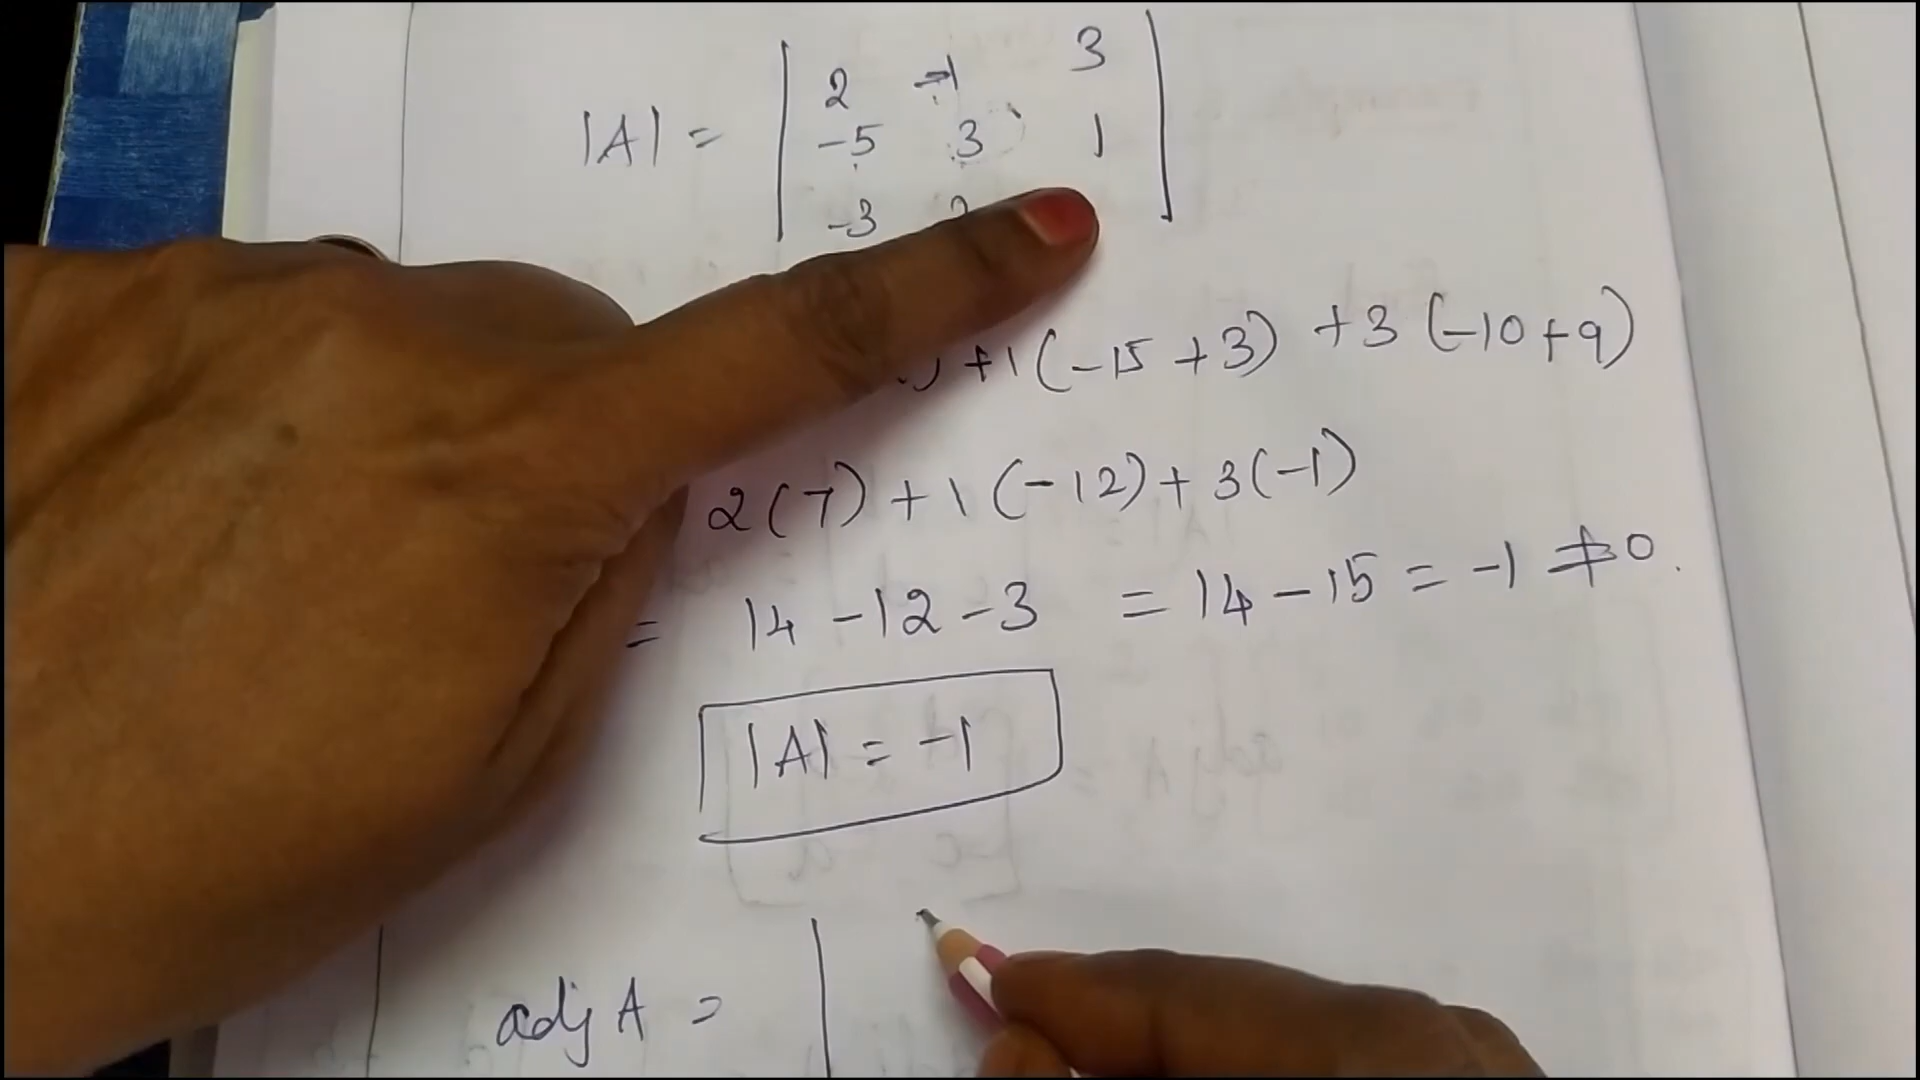 |A| = | 2 -1 3 |
| -5 3 1 |
| -3
+1(-15+3) +3(-10+9)
2(7)+1(-12)+3(-1)
= 14-12-3 = 14-15 = -1 ≠0.
|A| = -1
adj A =